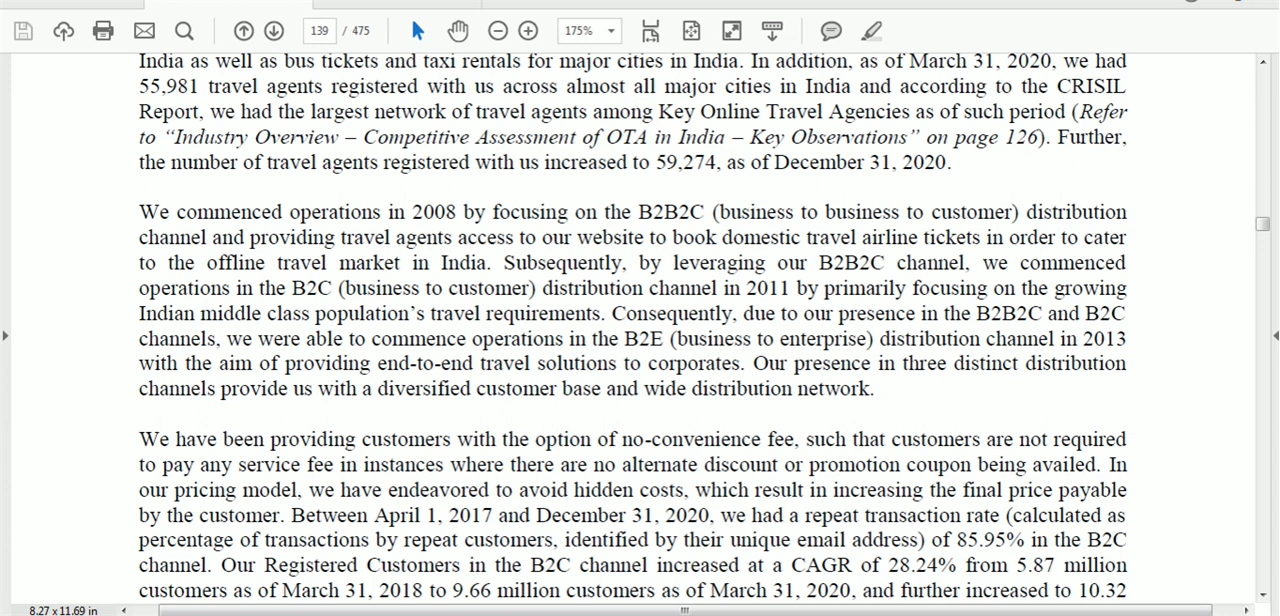 139 / 475
175%
India as well as bus tickets and taxi rentals for major cities in India. In addition, as of March 31, 2020, we had
55,981 travel agents registered with us across almost all major cities in India and according to the CRISIL
Report, we had the largest network of travel agents among Key Online Travel Agencies as of such period (Refer
to “Industry Overview – Competitive Assessment of OTA in India – Key Observations” on page 126). Further,
the number of travel agents registered with us increased to 59,274, as of December 31, 2020.
We commenced operations in 2008 by focusing on the B2B2C (business to business to customer) distribution
channel and providing travel agents access to our website to book domestic travel airline tickets in order to cater
to the offline travel market in India. Subsequently, by leveraging our B2B2C channel, we commenced
operations in the B2C (business to customer) distribution channel in 2011 by primarily focusing on the growing
Indian middle class population’s travel requirements. Consequently, due to our presence in the B2B2C and B2C
channels, we were able to commence operations in the B2E (business to enterprise) distribution channel in 2013
with the aim of providing end-to-end travel solutions to corporates. Our presence in three distinct distribution
channels provide us with a diversified customer base and wide distribution network.
We have been providing customers with the option of no-convenience fee, such that customers are not required
to pay any service fee in instances where there are no alternate discount or promotion coupon being availed. In
our pricing model, we have endeavored to avoid hidden costs, which result in increasing the final price payable
by the customer. Between April 1, 2017 and December 31, 2020, we had a repeat transaction rate (calculated as
percentage of transactions by repeat customers, identified by their unique email address) of 85.95% in the B2C
channel. Our Registered Customers in the B2C channel increased at a CAGR of 28.24% from 5.87 million
customers as of March 31, 2018 to 9.66 million customers as of March 31, 2020, and further increased to 10.32
8.27 x 11.69 in